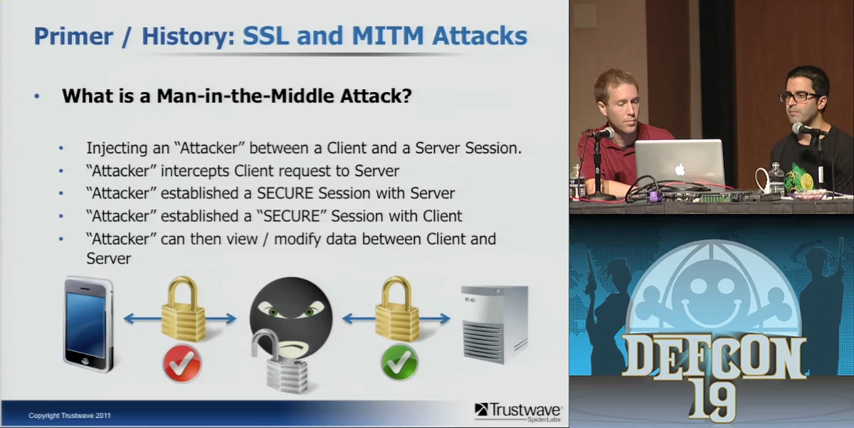 Primer / History: SSL and MITM Attacks
• What is a Man-in-the-Middle Attack?
• Injecting an “Attacker” between a Client and a Server Session.
• “Attacker” intercepts Client request to Server
• “Attacker” established a SECURE Session with Server
• “Attacker” established a “SECURE” Session with Client
• “Attacker” can then view / modify data between Client and
Server
Copyright Trustwave 2011
Trustwave®
SpiderLabs
DEFCON
19